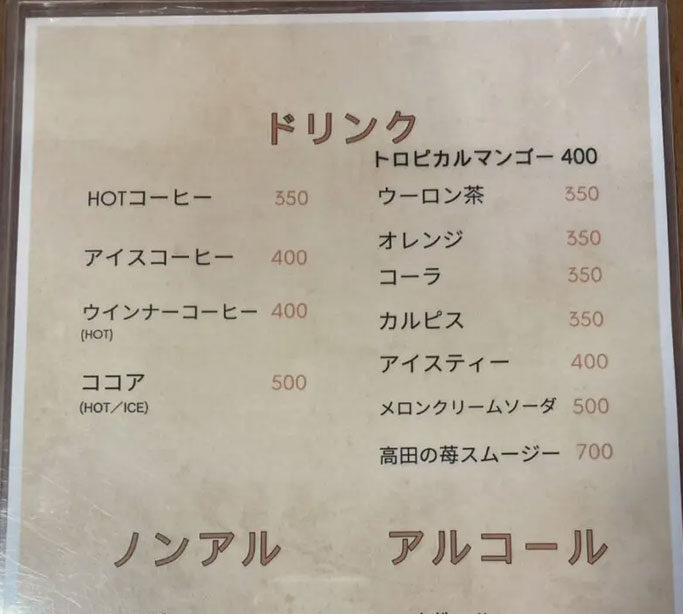 ドリンク
HOTコーヒー 350
アイスコーヒー 400
ウインナーコーヒー 400
(HOT)
ココア 500
(HOT/ICE)
トロピカルマンゴー 400
ウーロン茶 350
オレンジ 350
コーラ 350
カルピス 350
アイスティー 400
メロンクリームソーダ 500
高田の苺スムージー 700
ノンアル
アルコール